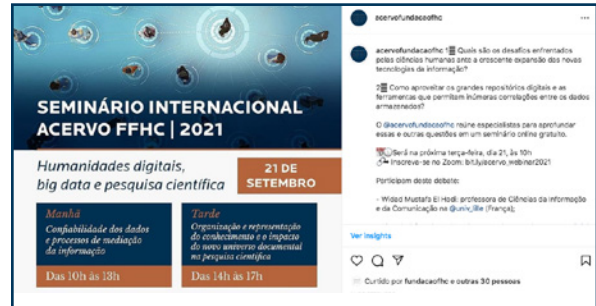 SEMINÁRIO INTERNACIONAL
ACERVO FFHC | 2021
Humanidades digitais,
big data e pesquisa científica
21 DE
SETEMBRO
Manhã
Confiabilidade dos dados
e processos de mediação
da informação
Das 10h às 13h
Tarde
Organização e representação
do conhecimento e o impacto
do novo universo documental
na pesquisa científica
Das 14h às 17h
acervofundacaofhc
acervofundacaofhc 1 Quais são os desafios enfrentados
pelas ciências humanas ante a crescente expansão das novas
tecnologias da informação?
2 Como aproveitar os grandes repositórios digitais e as
ferramentas que permitam inúmeras correlações entre os dados
armazenados?
O @acervofundacaofhc reúne especialistas para aprofundar
essas e outras questões em um seminário online gratuito.
Será na próxima terça-feira, dia 21, às 10h
Inscreva-se no Zoom: bit.ly/acervo_webinar2021
Participam deste debate:
- Widad Mustafa El Hadi: professora de Ciências da Informação
e da Comunicação na @univ_lille (França);
Ver insights
Curtido por fundacaofhc e outras 30 pessoas